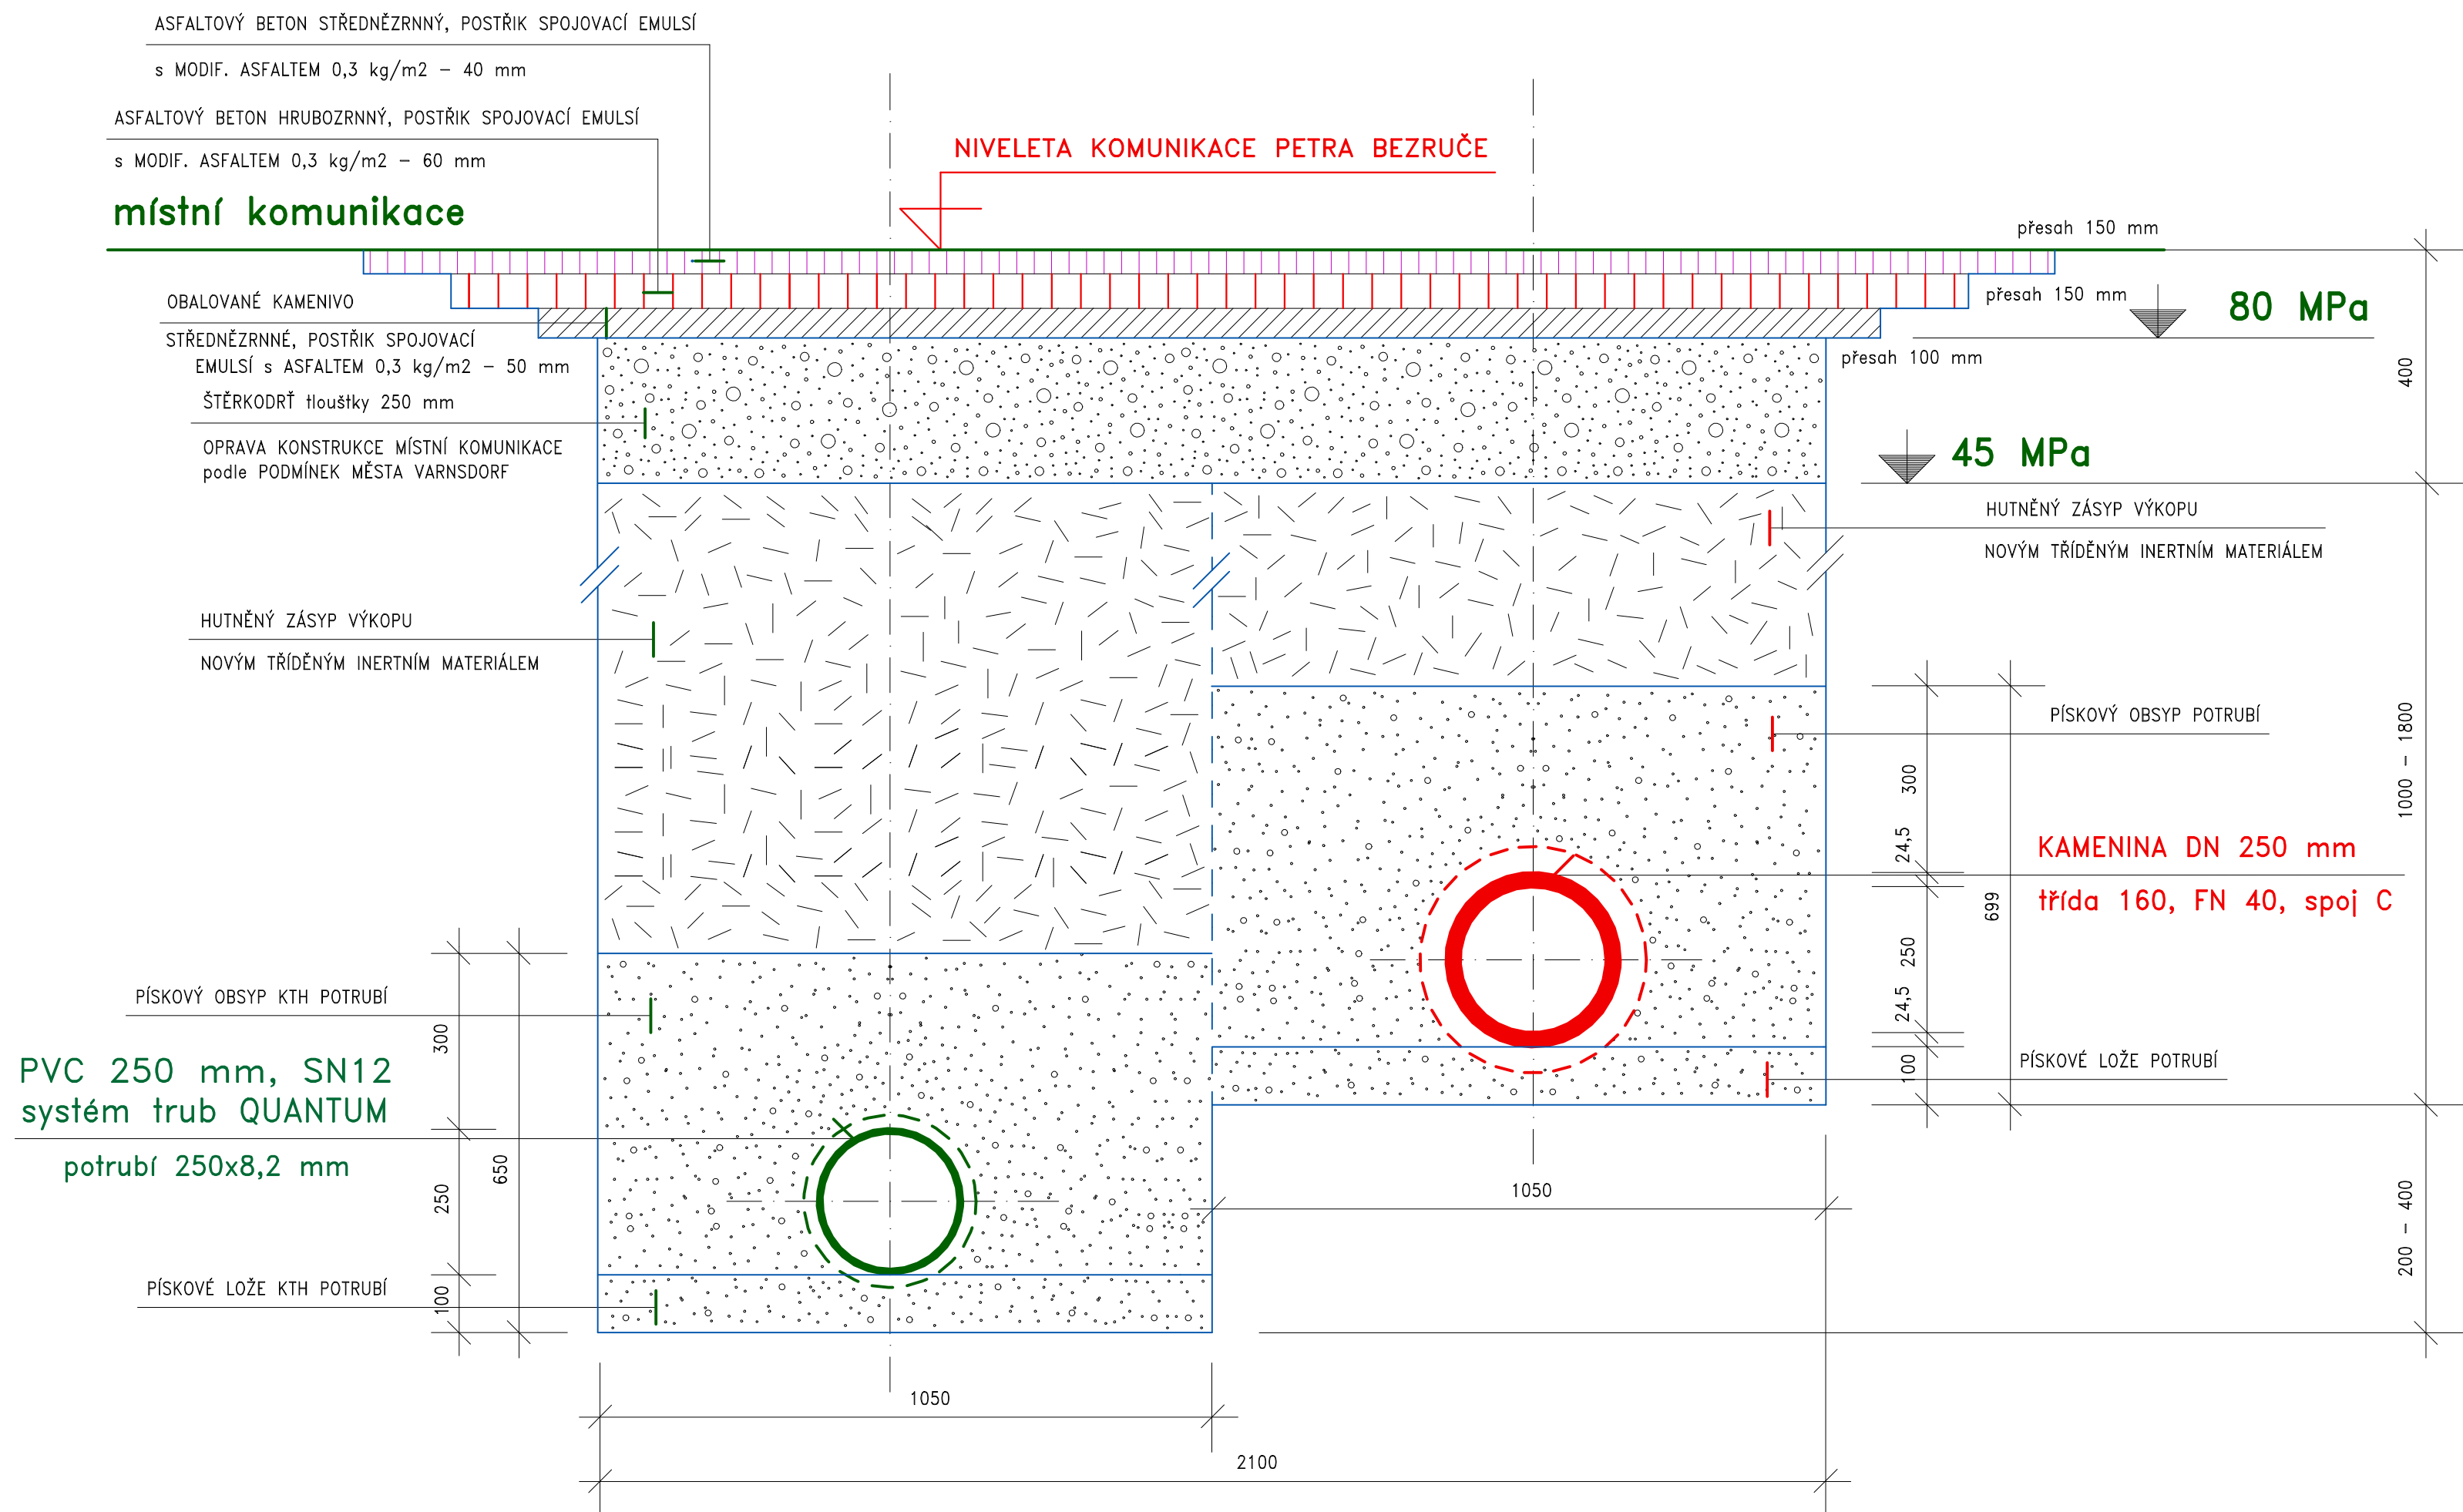 ASFALTOVÝ BETON STŘEDNĚZRNNÝ, POSTŘIK SPOJOVACÍ EMULSÍ
s MODIF. ASFALTEM 0,3 kg/m2 – 40 mm
ASFALTOVÝ BETON HRUBOZRNNÝ, POSTŘIK SPOJOVACÍ EMULSÍ
s MODIF. ASFALTEM 0,3 kg/m2 – 60 mm
místní komunikace
NIVELETA KOMUNIKACE PETRA BEZRUČE
přesah 150 mm
přesah 150 mm
80 MPa
přesah 100 mm
400
OBALOVANÉ KAMENIVO
STŘEDNĚZRNNÉ, POSTŘIK SPOJOVACÍ
EMULSÍ s ASFALTEM 0,3 kg/m2 – 50 mm
ŠTĚRKODRŤ tlouštky 250 mm
OPRAVA KONSTRUKCE MÍSTNÍ KOMUNIKACE
podle PODMÍNEK MĚSTA VARNSDORF
45 MPa
HUTNĚNÝ ZÁSYP VÝKOPU
NOVÝM TŘÍDĚNÝM INERTNÍM MATERIÁLEM
HUTNĚNÝ ZÁSYP VÝKOPU
NOVÝM TŘÍDĚNÝM INERTNÍM MATERIÁLEM
PÍSKOVÝ OBSYP POTRUBÍ
1000 – 1800
300
24,5
KAMENINA DN 250 mm
třída 160, FN 40, spoj C
699
250
24,5
100
PÍSKOVÉ LOŽE POTRUBÍ
PÍSKOVÝ OBSYP KTH POTRUBÍ
300
PVC 250 mm, SN12
systém trub QUANTUM
potrubí 250x8,2 mm
650
250
PÍSKOVÉ LOŽE KTH POTRUBÍ
100
1050
200 – 400
1050
2100